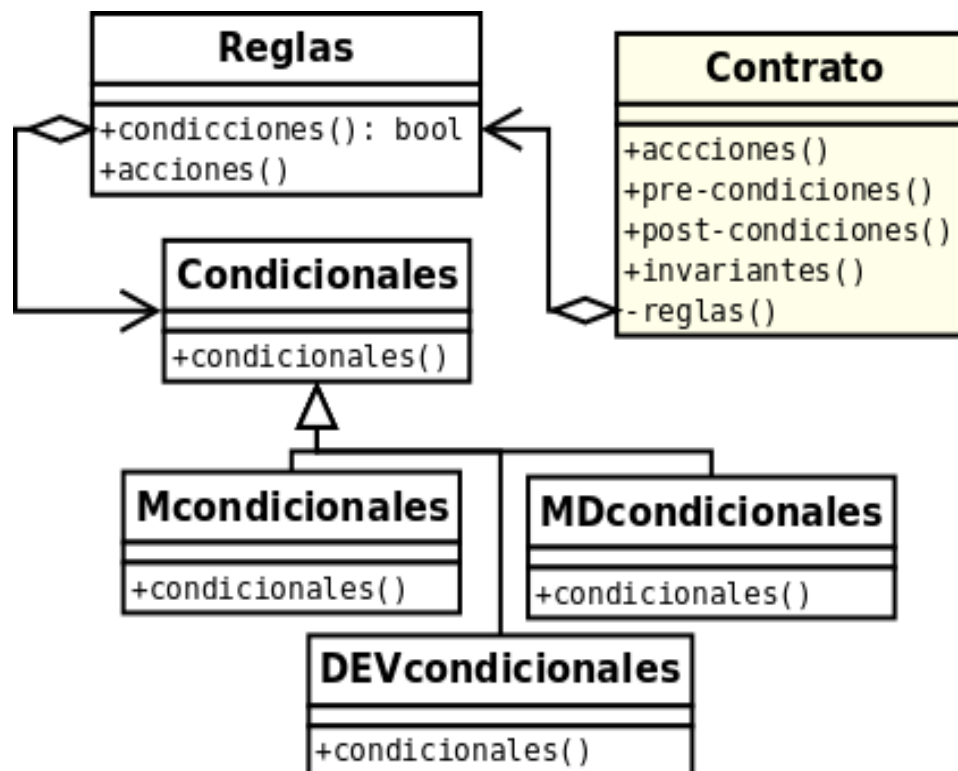 Reglas
+condicciones(): bool
+acciones()
Contrato
+accciones()
+pre-condiciones()
+post-condiciones()
+invariantes()
-reglas()
Condicionales
+condicionales()
Mcondicionales
+condicionales()
MDcondicionales
+condicionales()
DEVcondicionales
+condicionales()